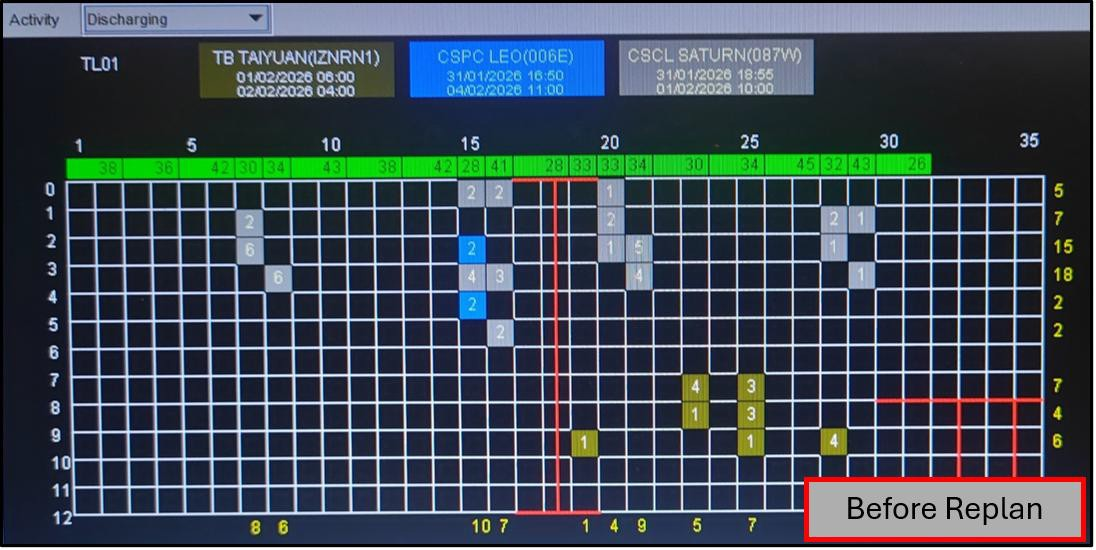 Activity Discharging
TL01
TB TAIYUAN(IZNRN1)
01/02/2026 06:00
02/02/2026 04:00
CSPC LEO(006E)
31/01/2026 16:50
04/02/2026 11:00
CSCL SATURN(087W)
31/01/2026 18:55
01/02/2026 10:00
1 5 10 15 20 25 30 35
38 36 42 30 34 43 38 42 28 41 28 33 33 34 30 34 45 32 43 26
0 2 2 1 5
1 2 2 2 1 7
2 6 2 1 5 1 15
3 6 4 3 4 1 18
4 2 2
5 2 2
6
7 4 3 7
8 1 3 4
9 1 1 4 6
10
11
12
8 6 10 7 1 4 9 5 7
Before Replan